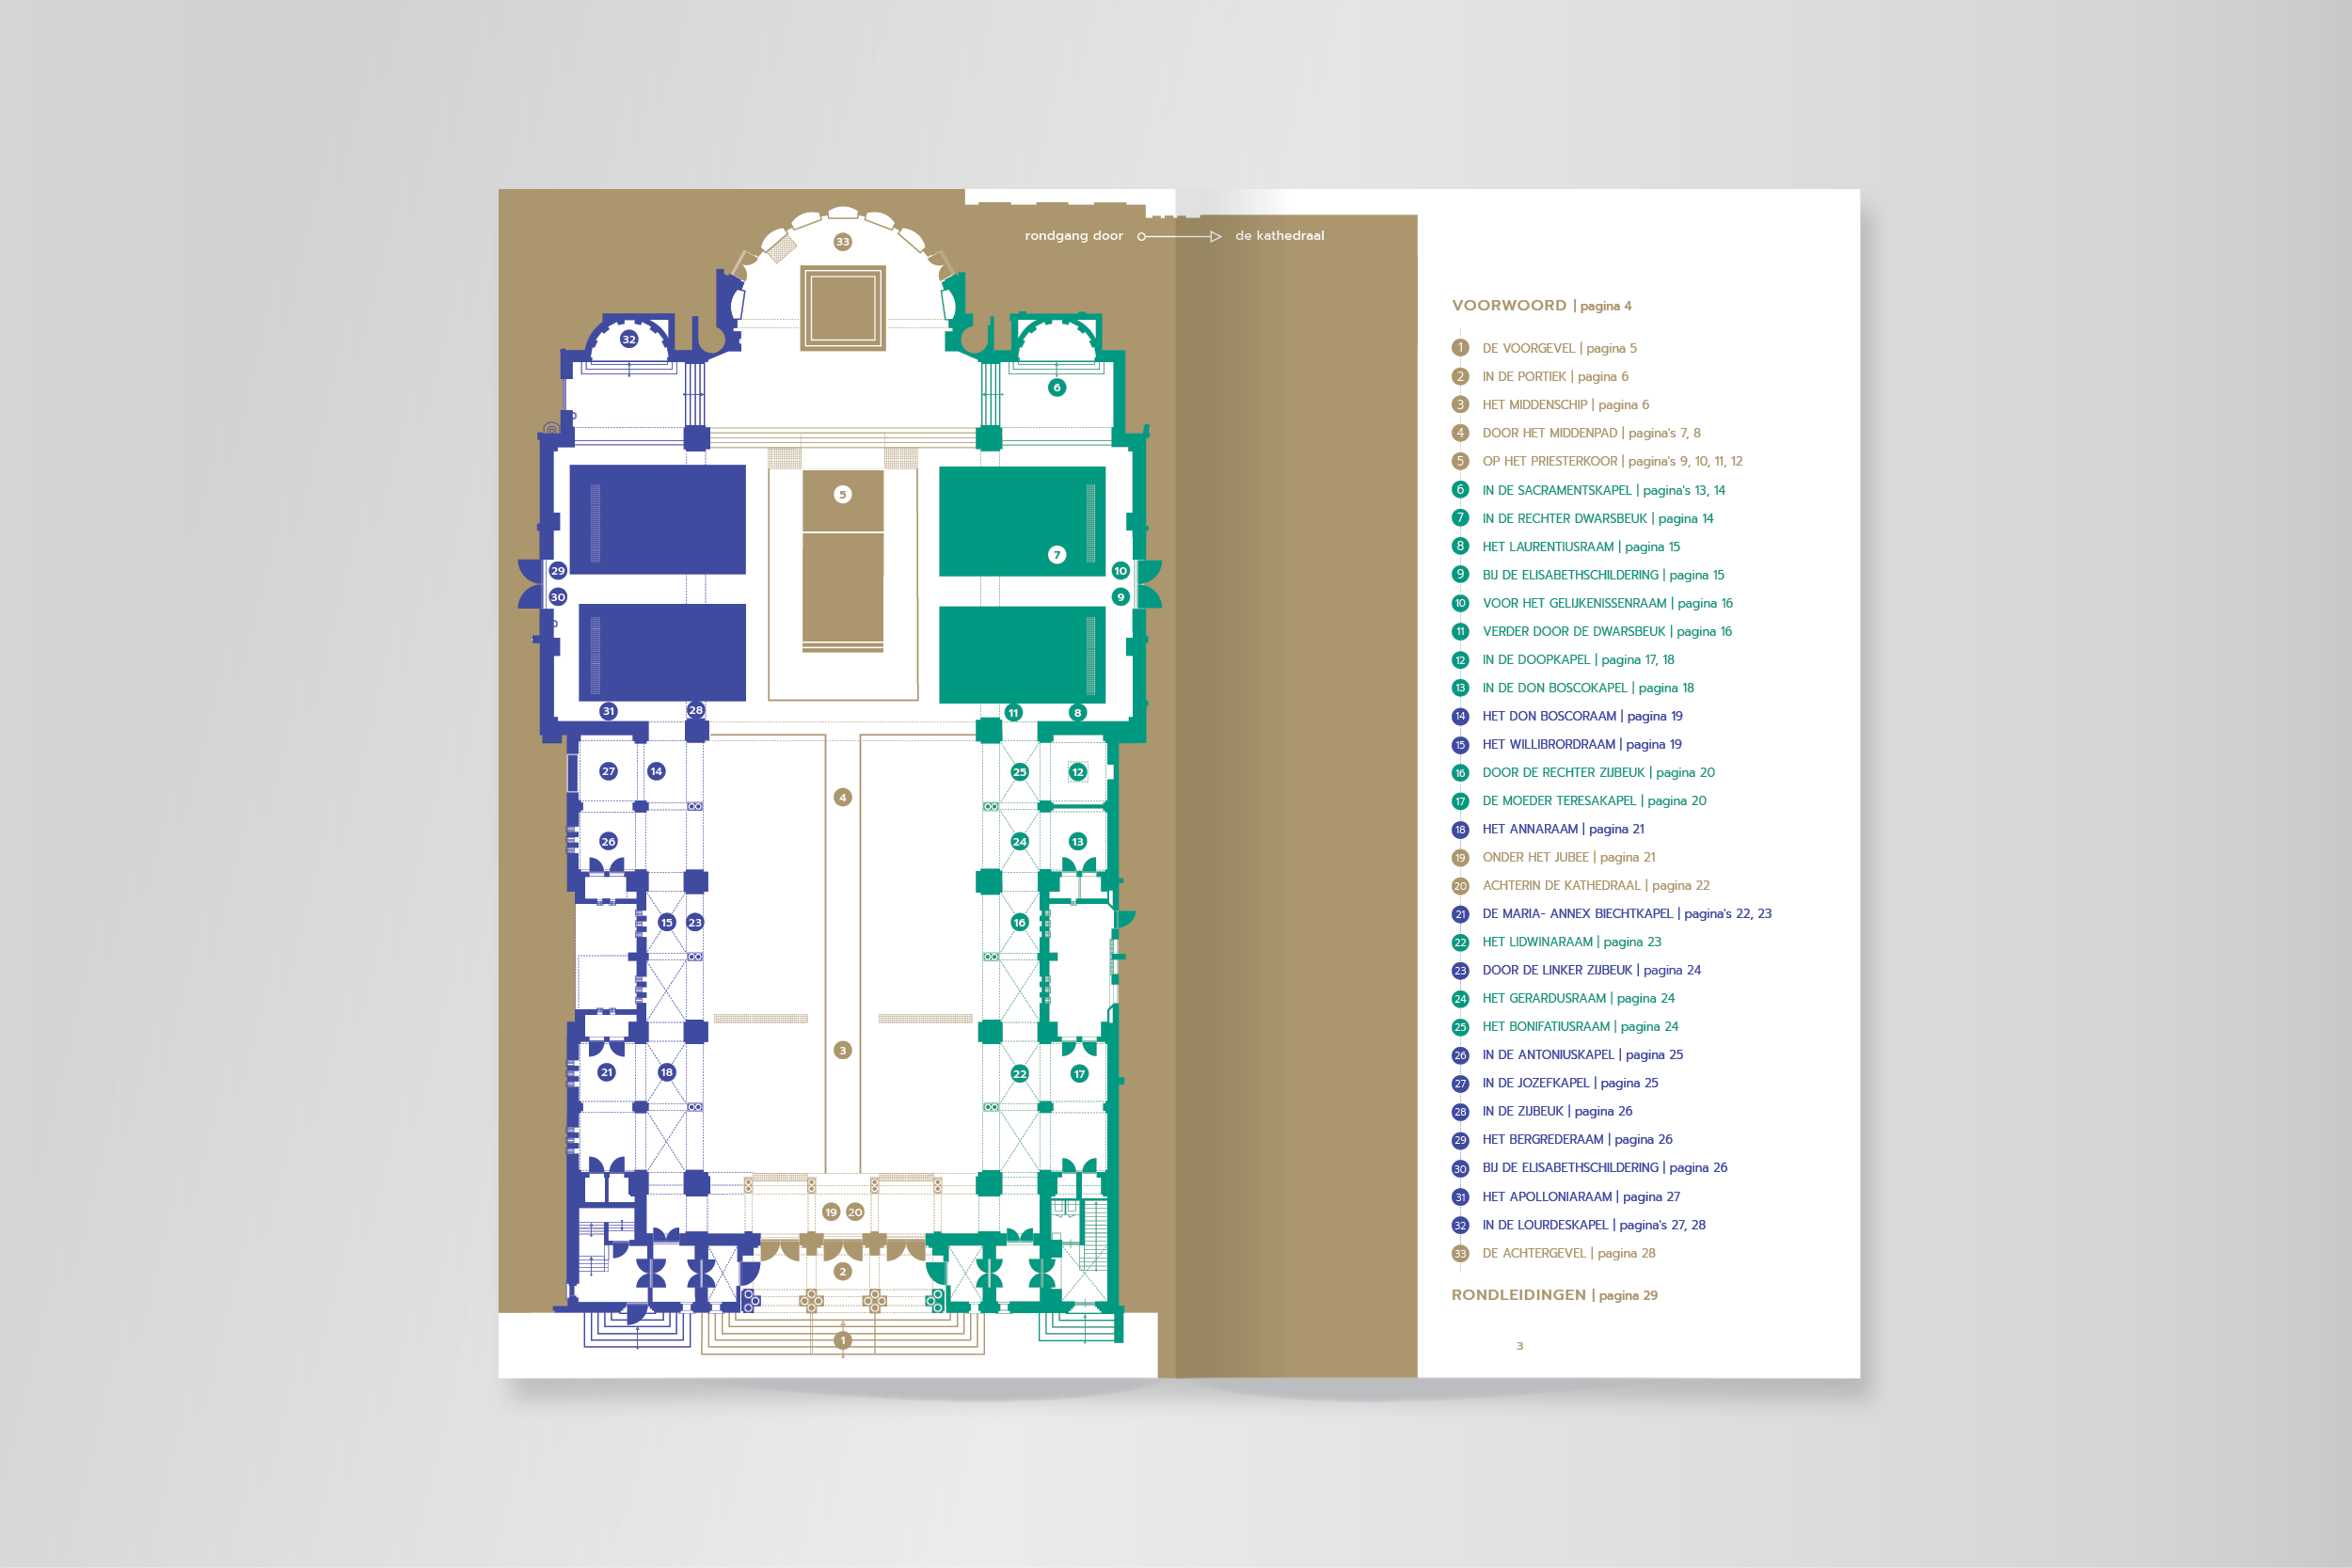 rondgang door de kathedraal
33
32
6
5
7
29
10
30
9
31
28
11
8
27
14
25
12
4
26
24
13
15
23
16
3
21
18
22
17
19
20
2
1
VOORWOORD | pagina 4
1 DE VOORGEVEL | pagina 5
2 IN DE PORTIEK | pagina 6
3 HET MIDDENSCHIP | pagina 6
4 DOOR HET MIDDENPAD | pagina's 7, 8
5 OP HET PRIESTERKOOR | pagina's 9, 10, 11, 12
6 IN DE SACRAMENTSKAPEL | pagina's 13, 14
7 IN DE RECHTER DWARSBEUK | pagina 14
8 HET LAURENTIUSRAAM | pagina 15
9 BIJ DE ELISABETHSCHILDERING | pagina 15
10 VOOR HET GELIJKENISSENRAAM | pagina 16
11 VERDER DOOR DE DWARSBEUK | pagina 16
12 IN DE DOOPKAPEL | pagina 17, 18
13 IN DE DON BOSCOKAPEL | pagina 18
14 HET DON BOSCORAAM | pagina 19
15 HET WILLIBRORDRAAM | pagina 19
16 DOOR DE RECHTER ZIJBEUK | pagina 20
17 DE MOEDER TERESAKAPEL | pagina 20
18 HET ANNARAAM | pagina 21
19 ONDER HET JUBEE | pagina 21
20 ACHTERIN DE KATHEDRAAL | pagina 22
21 DE MARIA- ANNEX BIECHTKAPEL | pagina's 22, 23
22 HET LIDWINARAAM | pagina 23
23 DOOR DE LINKER ZIJBEUK | pagina 24
24 HET GERARDUSRAAM | pagina 24
25 HET BONIFATIUSRAAM | pagina 24
26 IN DE ANTONIUSKAPEL | pagina 25
27 IN DE JOZEFKAPEL | pagina 25
28 IN DE ZIJBEUK | pagina 26
29 HET BERGREDERAAM | pagina 26
30 BIJ DE ELISABETHSCHILDERING | pagina 26
31 HET APOLLONIARAAM | pagina 27
32 IN DE LOURDESKAPEL | pagina's 27, 28
33 DE ACHTERGEVEL | pagina 28
RONDLEIDINGEN | pagina 29
3